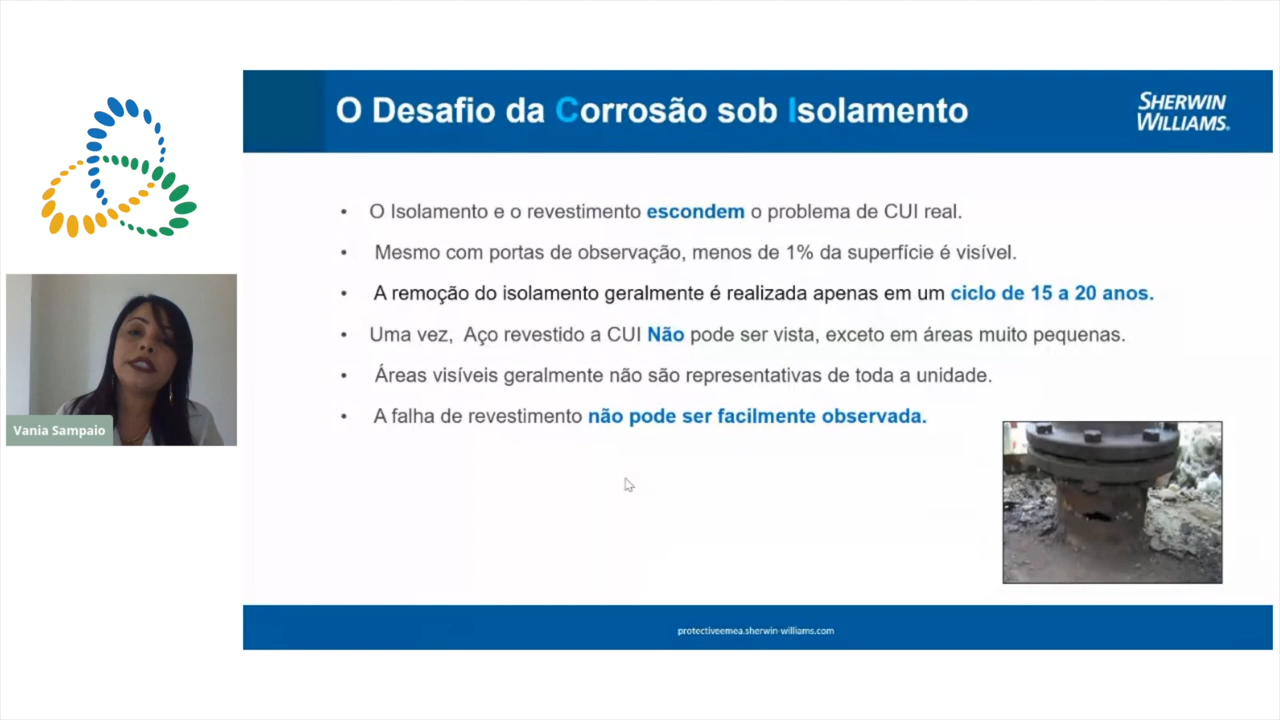 O Desafio da Corrosão sob Isolamento
SHERWIN
WILLIAMS.
• O Isolamento e o revestimento escondem o problema de CUI real.
• Mesmo com portas de observação, menos de 1% da superfície é visível.
• A remoção do isolamento geralmente é realizada apenas em um ciclo de 15 a 20 anos.
• Uma vez, Aço revestido a CUI Não pode ser vista, exceto em áreas muito pequenas.
• Áreas visíveis geralmente não são representativas de toda a unidade.
• A falha de revestimento não pode ser facilmente observada.
Vania Sampaio
protectiveemea.sherwin-williams.com